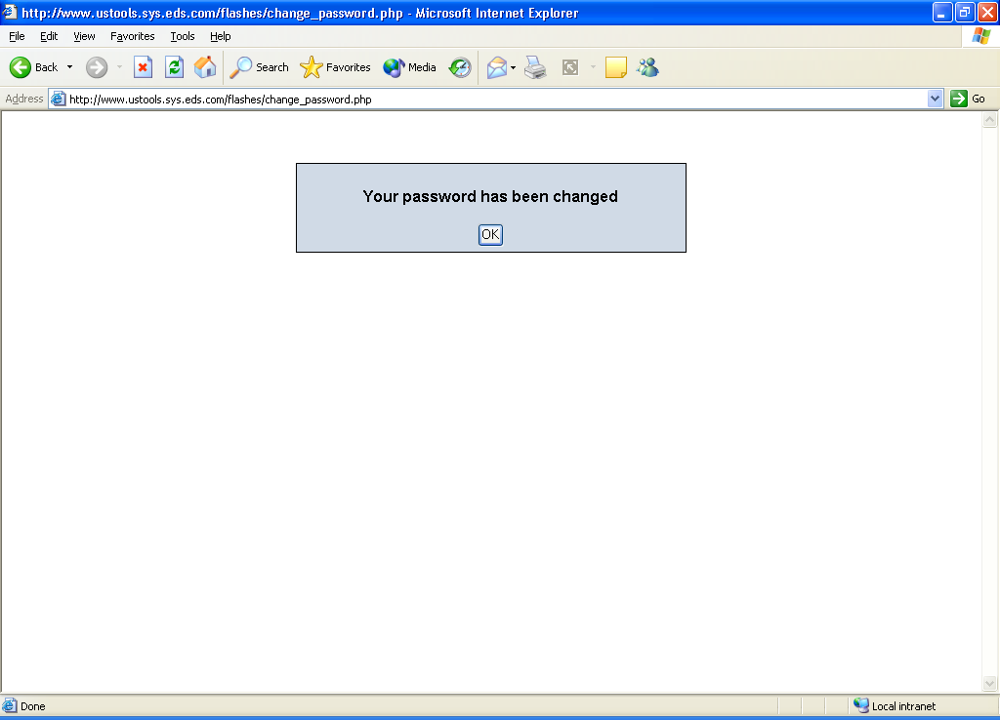 http://www.ustools.sys.eds.com/flashes/change_password.php - Microsoft Internet Explorer
File Edit View Favorites Tools Help
Back Search Favorites Media
Address http://www.ustools.sys.eds.com/flashes/change_password.php Go
Your password has been changed
OK
Done Local intranet